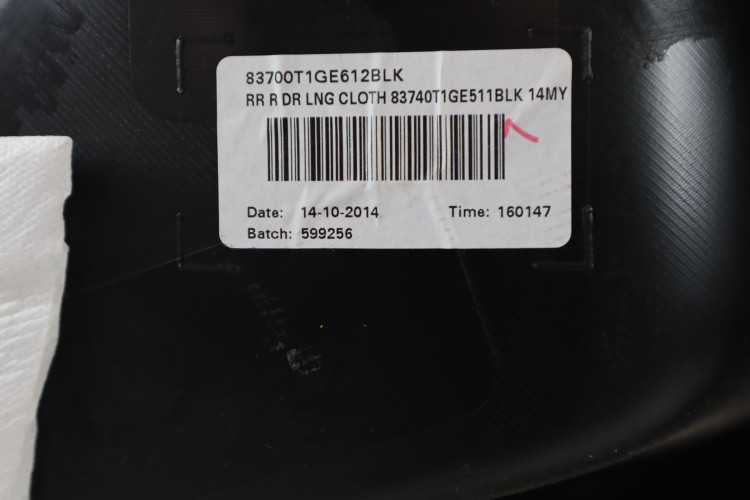 83700T1GE612BLK
RR R DR LNG CLOTH 83740T1GE511BLK 14MY
Date: 14-10-2014 Time: 160147
Batch: 599256